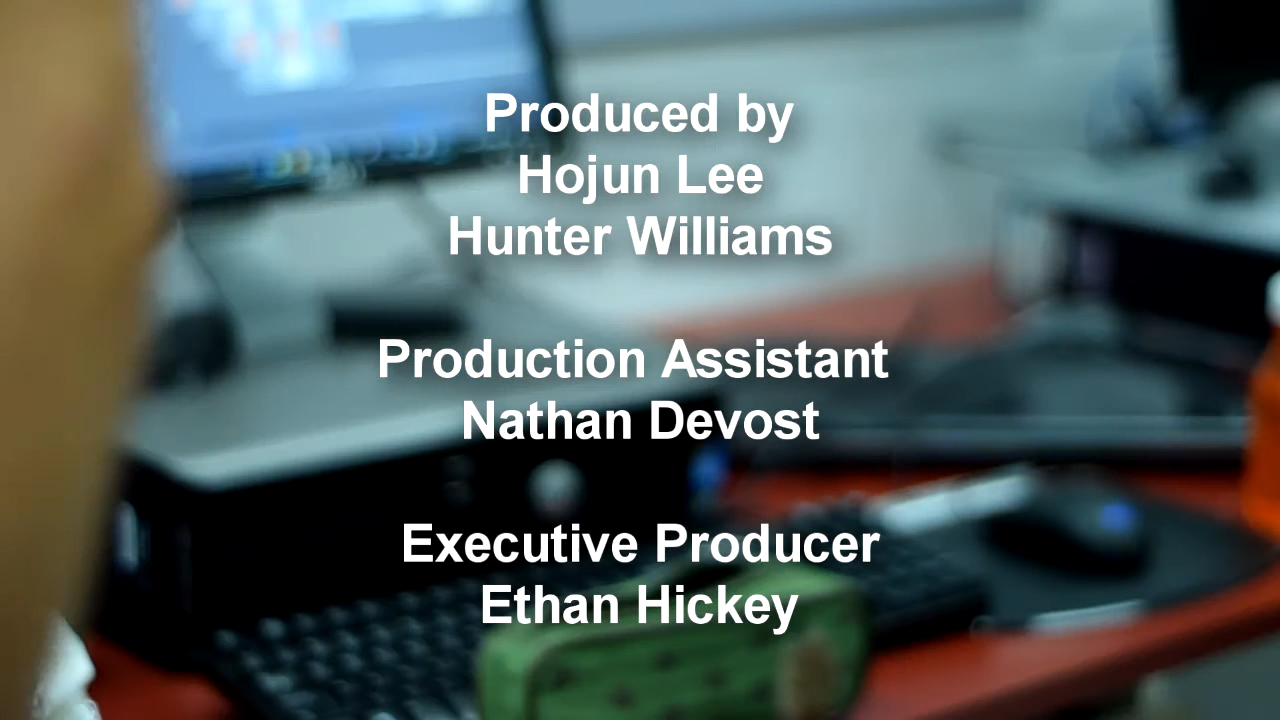 Produced by
Hojun Lee
Hunter Williams
Production Assistant
Nathan Devost
Executive Producer
Ethan Hickey